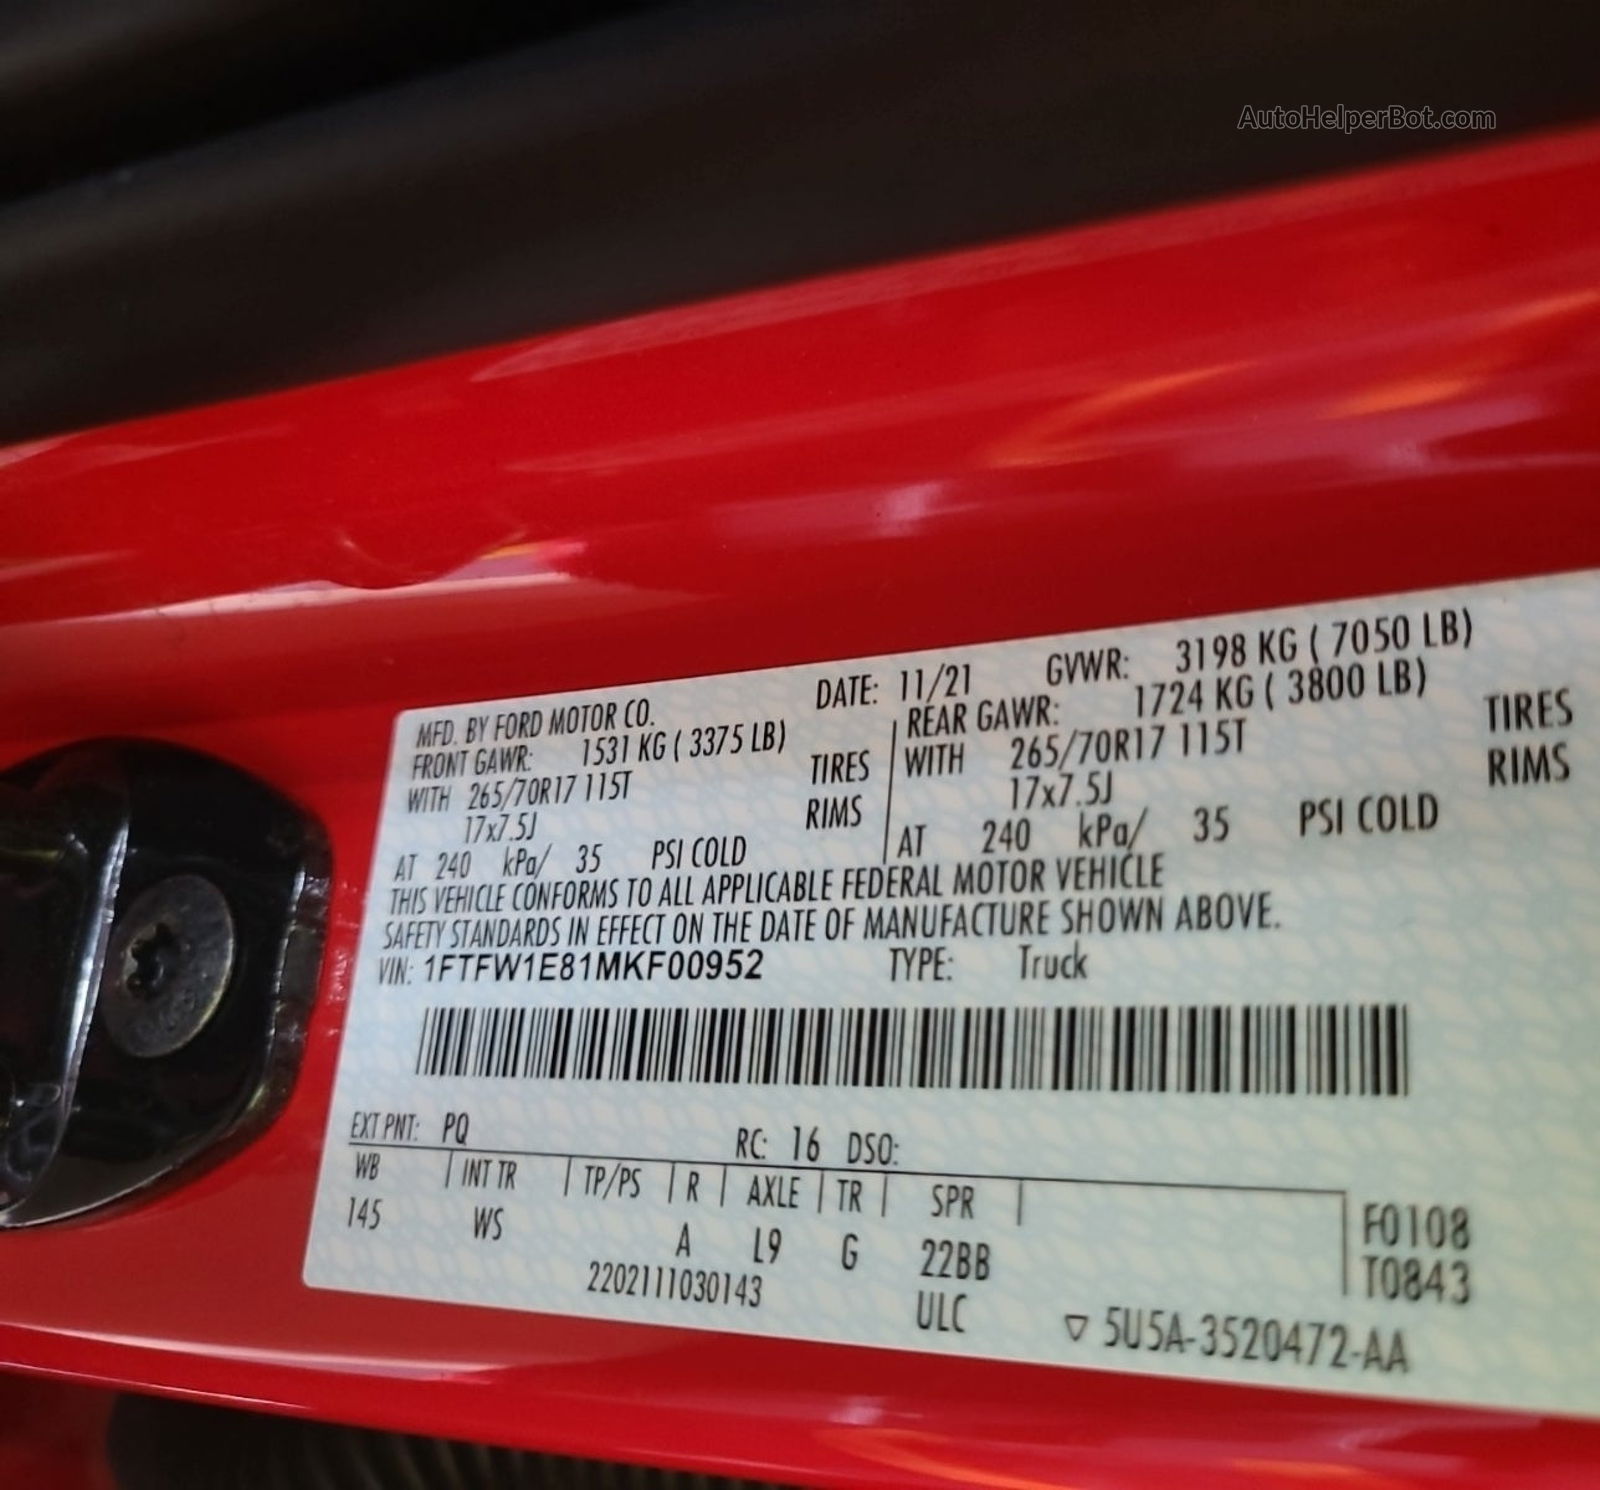 AutoHelperBot.com
MFD. BY FORD MOTOR CO. DATE: 11/21 GVWR: 3198 KG ( 7050 LB)
FRONT GAWR: 1531 KG ( 3375 LB) REAR GAWR: 1724 KG ( 3800 LB)
WITH 265/70R17 115T TIRES WITH 265/70R17 115T TIRES
17x7.5J RIMS 17x7.5J RIMS
AT 240 kPa/ 35 PSI COLD AT 240 kPa/ 35 PSI COLD
THIS VEHICLE CONFORMS TO ALL APPLICABLE FEDERAL MOTOR VEHICLE
SAFETY STANDARDS IN EFFECT ON THE DATE OF MANUFACTURE SHOWN ABOVE.
VIN: 1FTFW1E81MKF00952 TYPE: Truck
EXT PNT: PQ RC: 16 DSO:
WB INT TR TP/PS R AXLE TR SPR F0108
145 WS A L9 G 22BB T0843
2202111030143 ULC ▽ 5U5A-3520472-AA